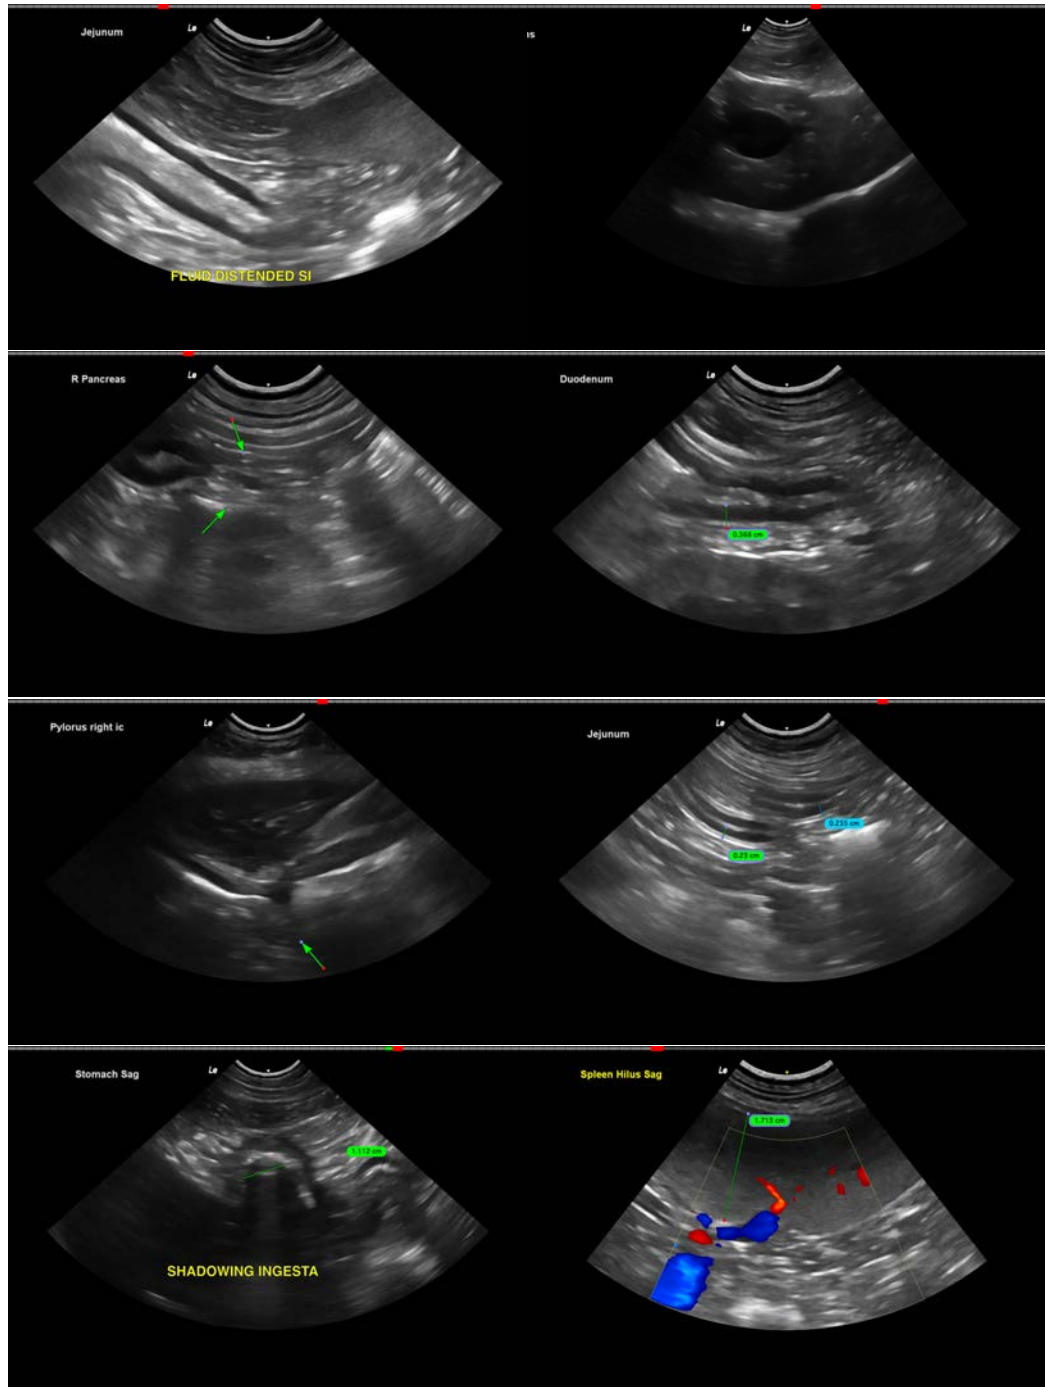 Jejunum
Le
FLUID DISTENDED SI
Le
R Pancreas
Le
Duodenum
Le
0.368 cm
Pylorus right ic
Le
Jejunum
Le
0.235 cm
0.23 cm
Stomach Sag
Le
1.112 cm
SHADOWING INGESTA
Spleen Hilus Sag
Le
1.713 cm